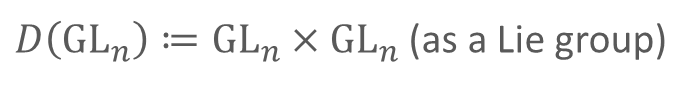 D(GLₙ) ≔ GLₙ × GLₙ (as a Lie group)